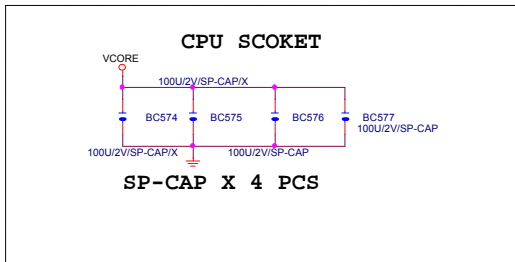 CPU SCOKET
VCORE
100U/2V/SP-CAP/X
BC574
BC575
BC576
BC577
100U/2V/SP-CAP
100U/2V/SP-CAP/X
100U/2V/SP-CAP
SP-CAP X 4 PCS